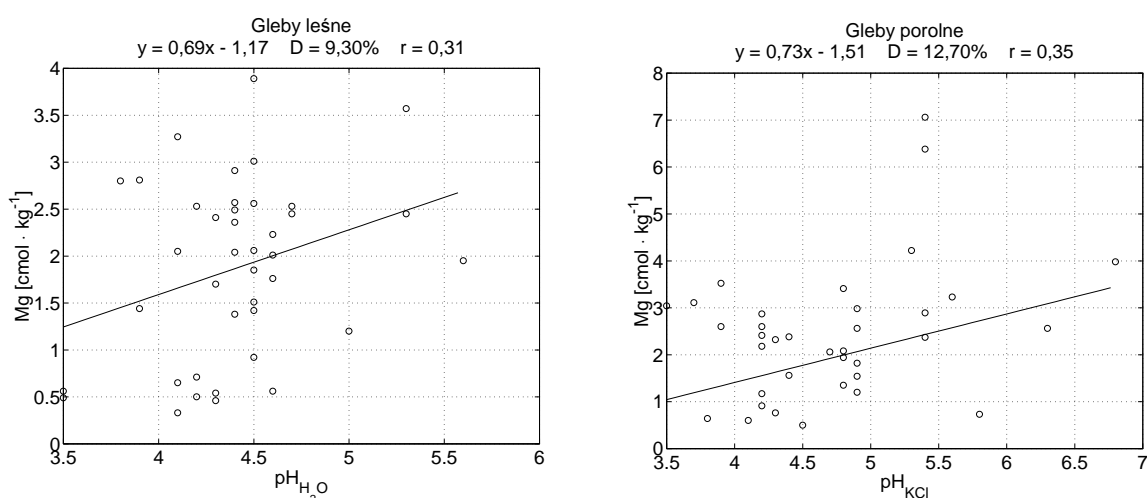 Gleby leśne
y = 0,69x - 1,17 D = 9,30% r = 0,31
4
3.5
3
2.5
2
1.5
1
0.5
0
Mg [cmol · kg⁻¹]
3.5 4 4.5 5 5.5 6
pH_H₂O
Gleby porolne
y = 0,73x - 1,51 D = 12,70% r = 0,35
8
7
6
5
4
3
2
1
0
Mg [cmol · kg⁻¹]
3.5 4 4.5 5 5.5 6 6.5 7
pH_KCl